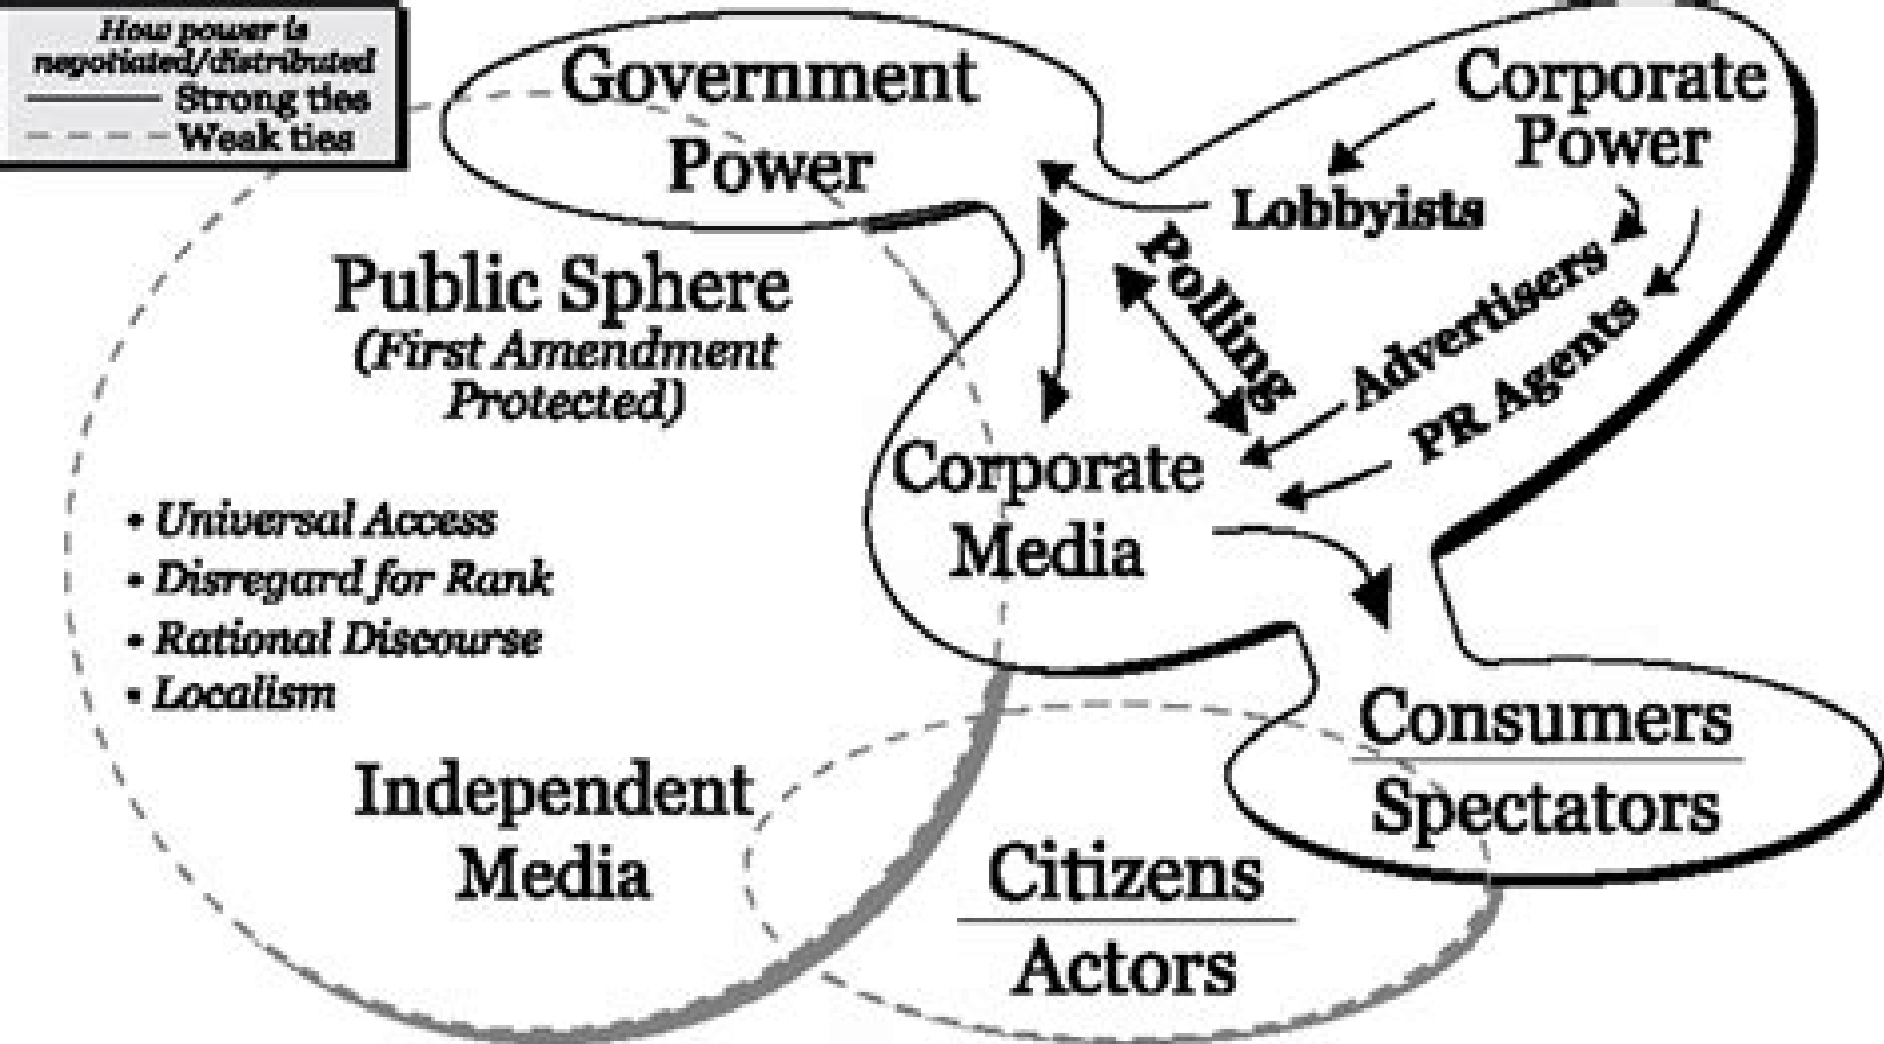 How power is
negotiated/distributed
Strong ties
Weak ties
Government
Power
Corporate
Power
Lobbyists
Polling
Advertisers
PR Agents
Public Sphere
(First Amendment
Protected)
Corporate
Media
• Universal Access
• Disregard for Rank
• Rational Discourse
• Localism
Consumers
Spectators
Independent
Media
Citizens
Actors